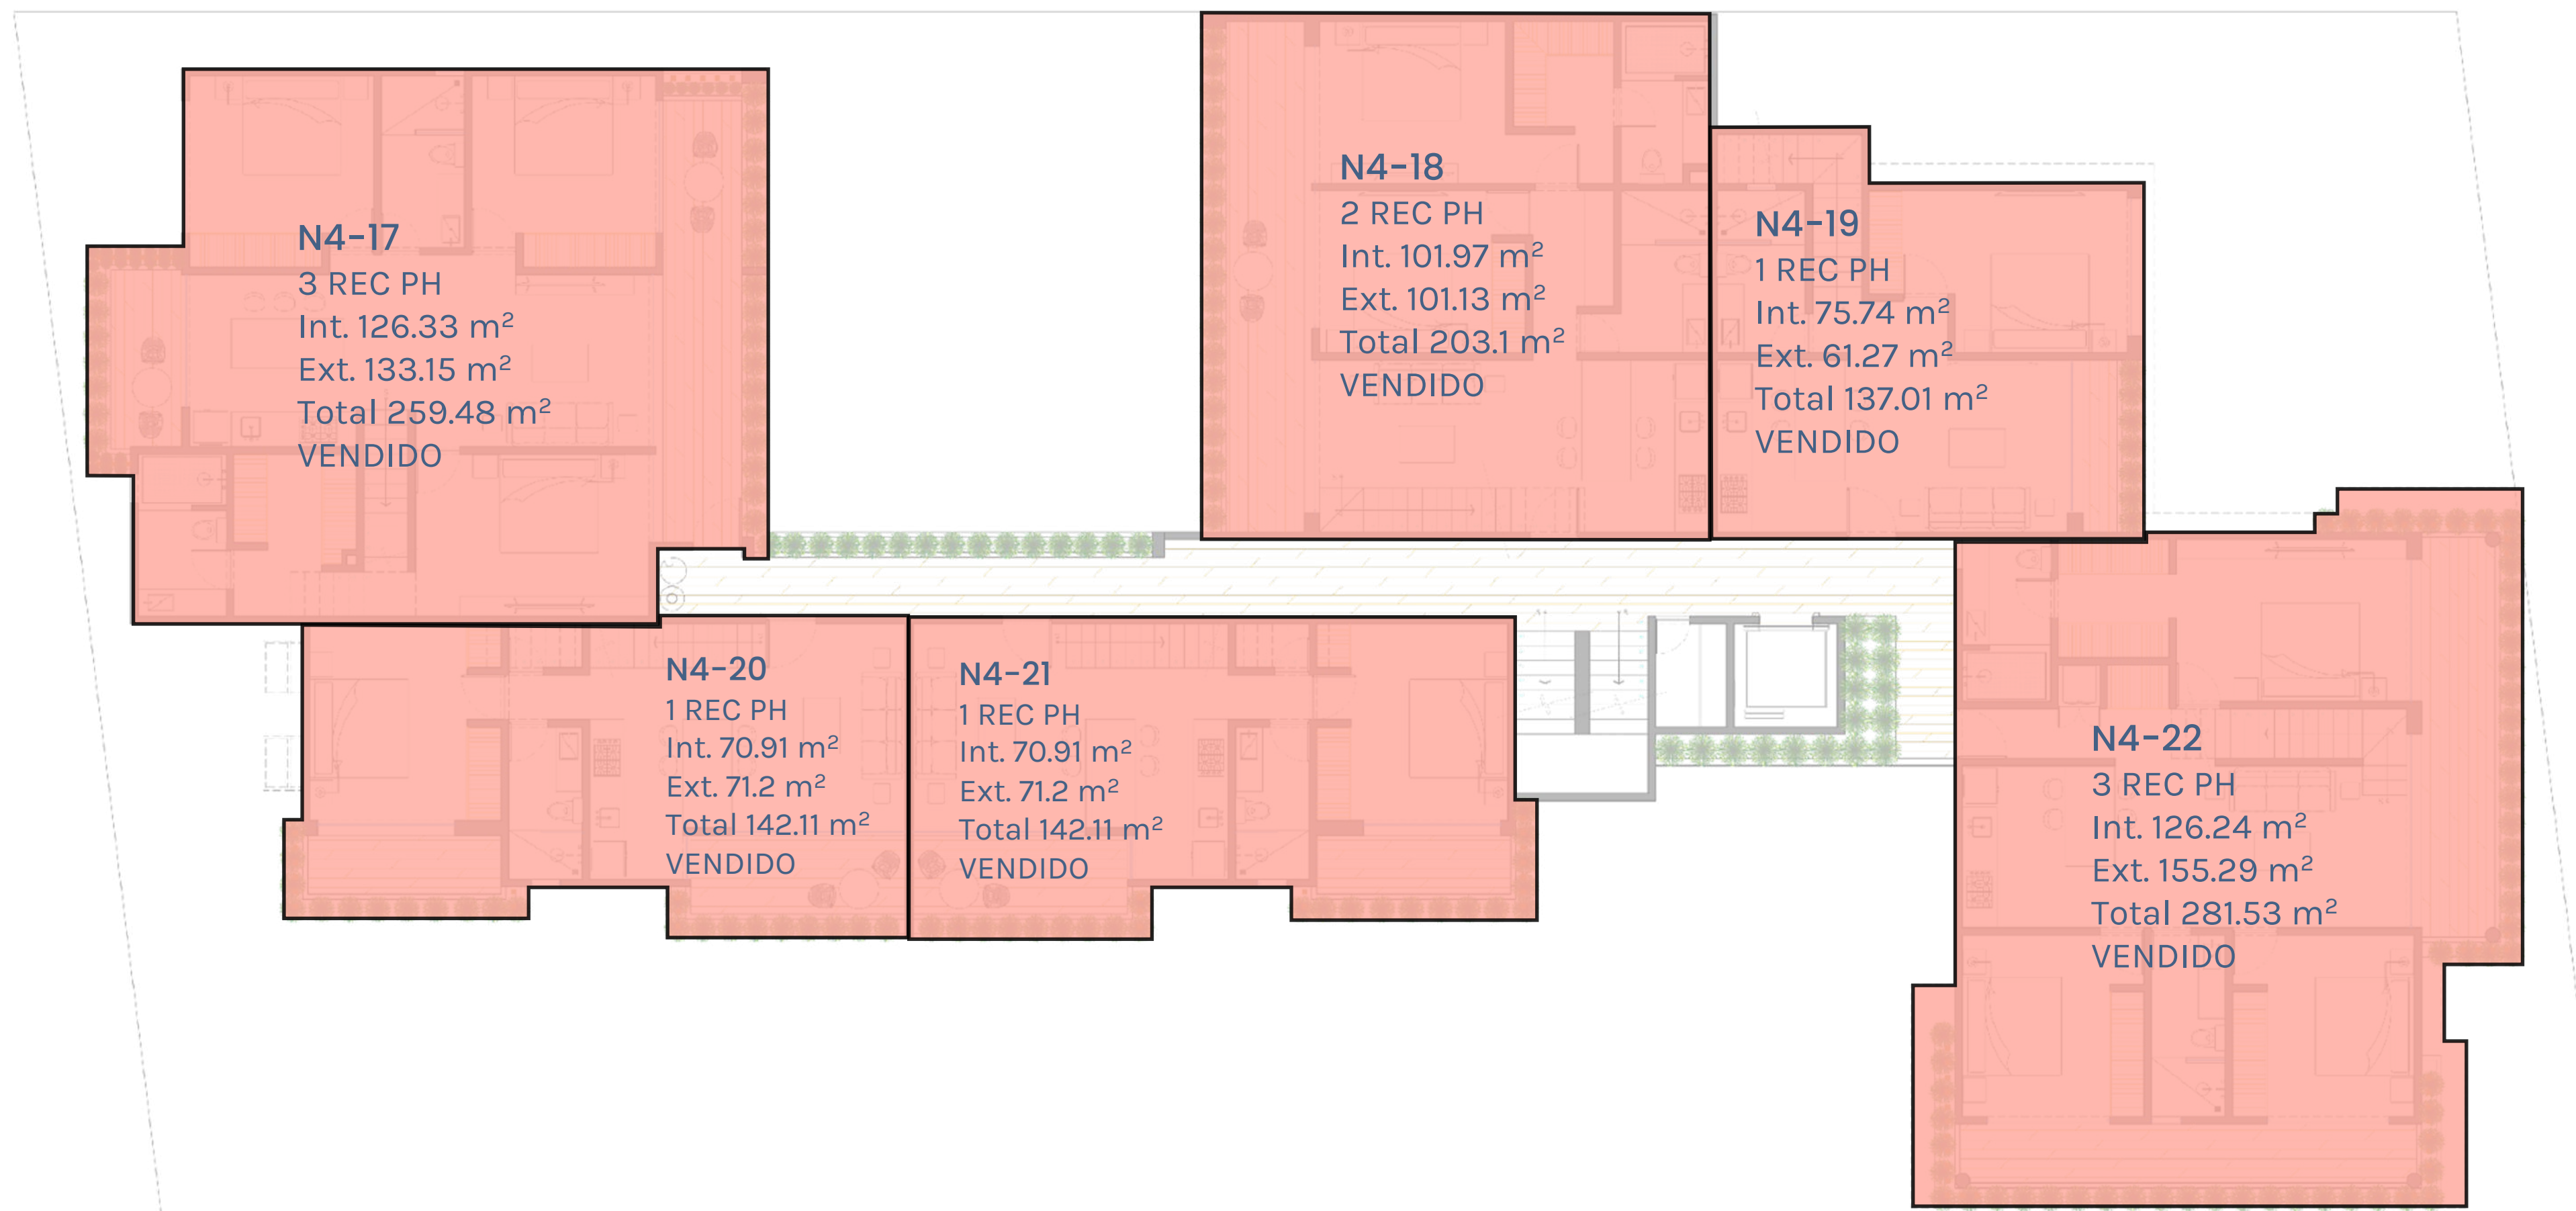 N4-17
3 REC PH
Int. 126.33 m²
Ext. 133.15 m²
Total 259.48 m²
VENDIDO
N4-18
2 REC PH
Int. 101.97 m²
Ext. 101.13 m²
Total 203.1 m²
VENDIDO
N4-19
1 REC PH
Int. 75.74 m²
Ext. 61.27 m²
Total 137.01 m²
VENDIDO
N4-20
1 REC PH
Int. 70.91 m²
Ext. 71.2 m²
Total 142.11 m²
VENDIDO
N4-21
1 REC PH
Int. 70.91 m²
Ext. 71.2 m²
Total 142.11 m²
VENDIDO
N4-22
3 REC PH
Int. 126.24 m²
Ext. 155.29 m²
Total 281.53 m²
VENDIDO